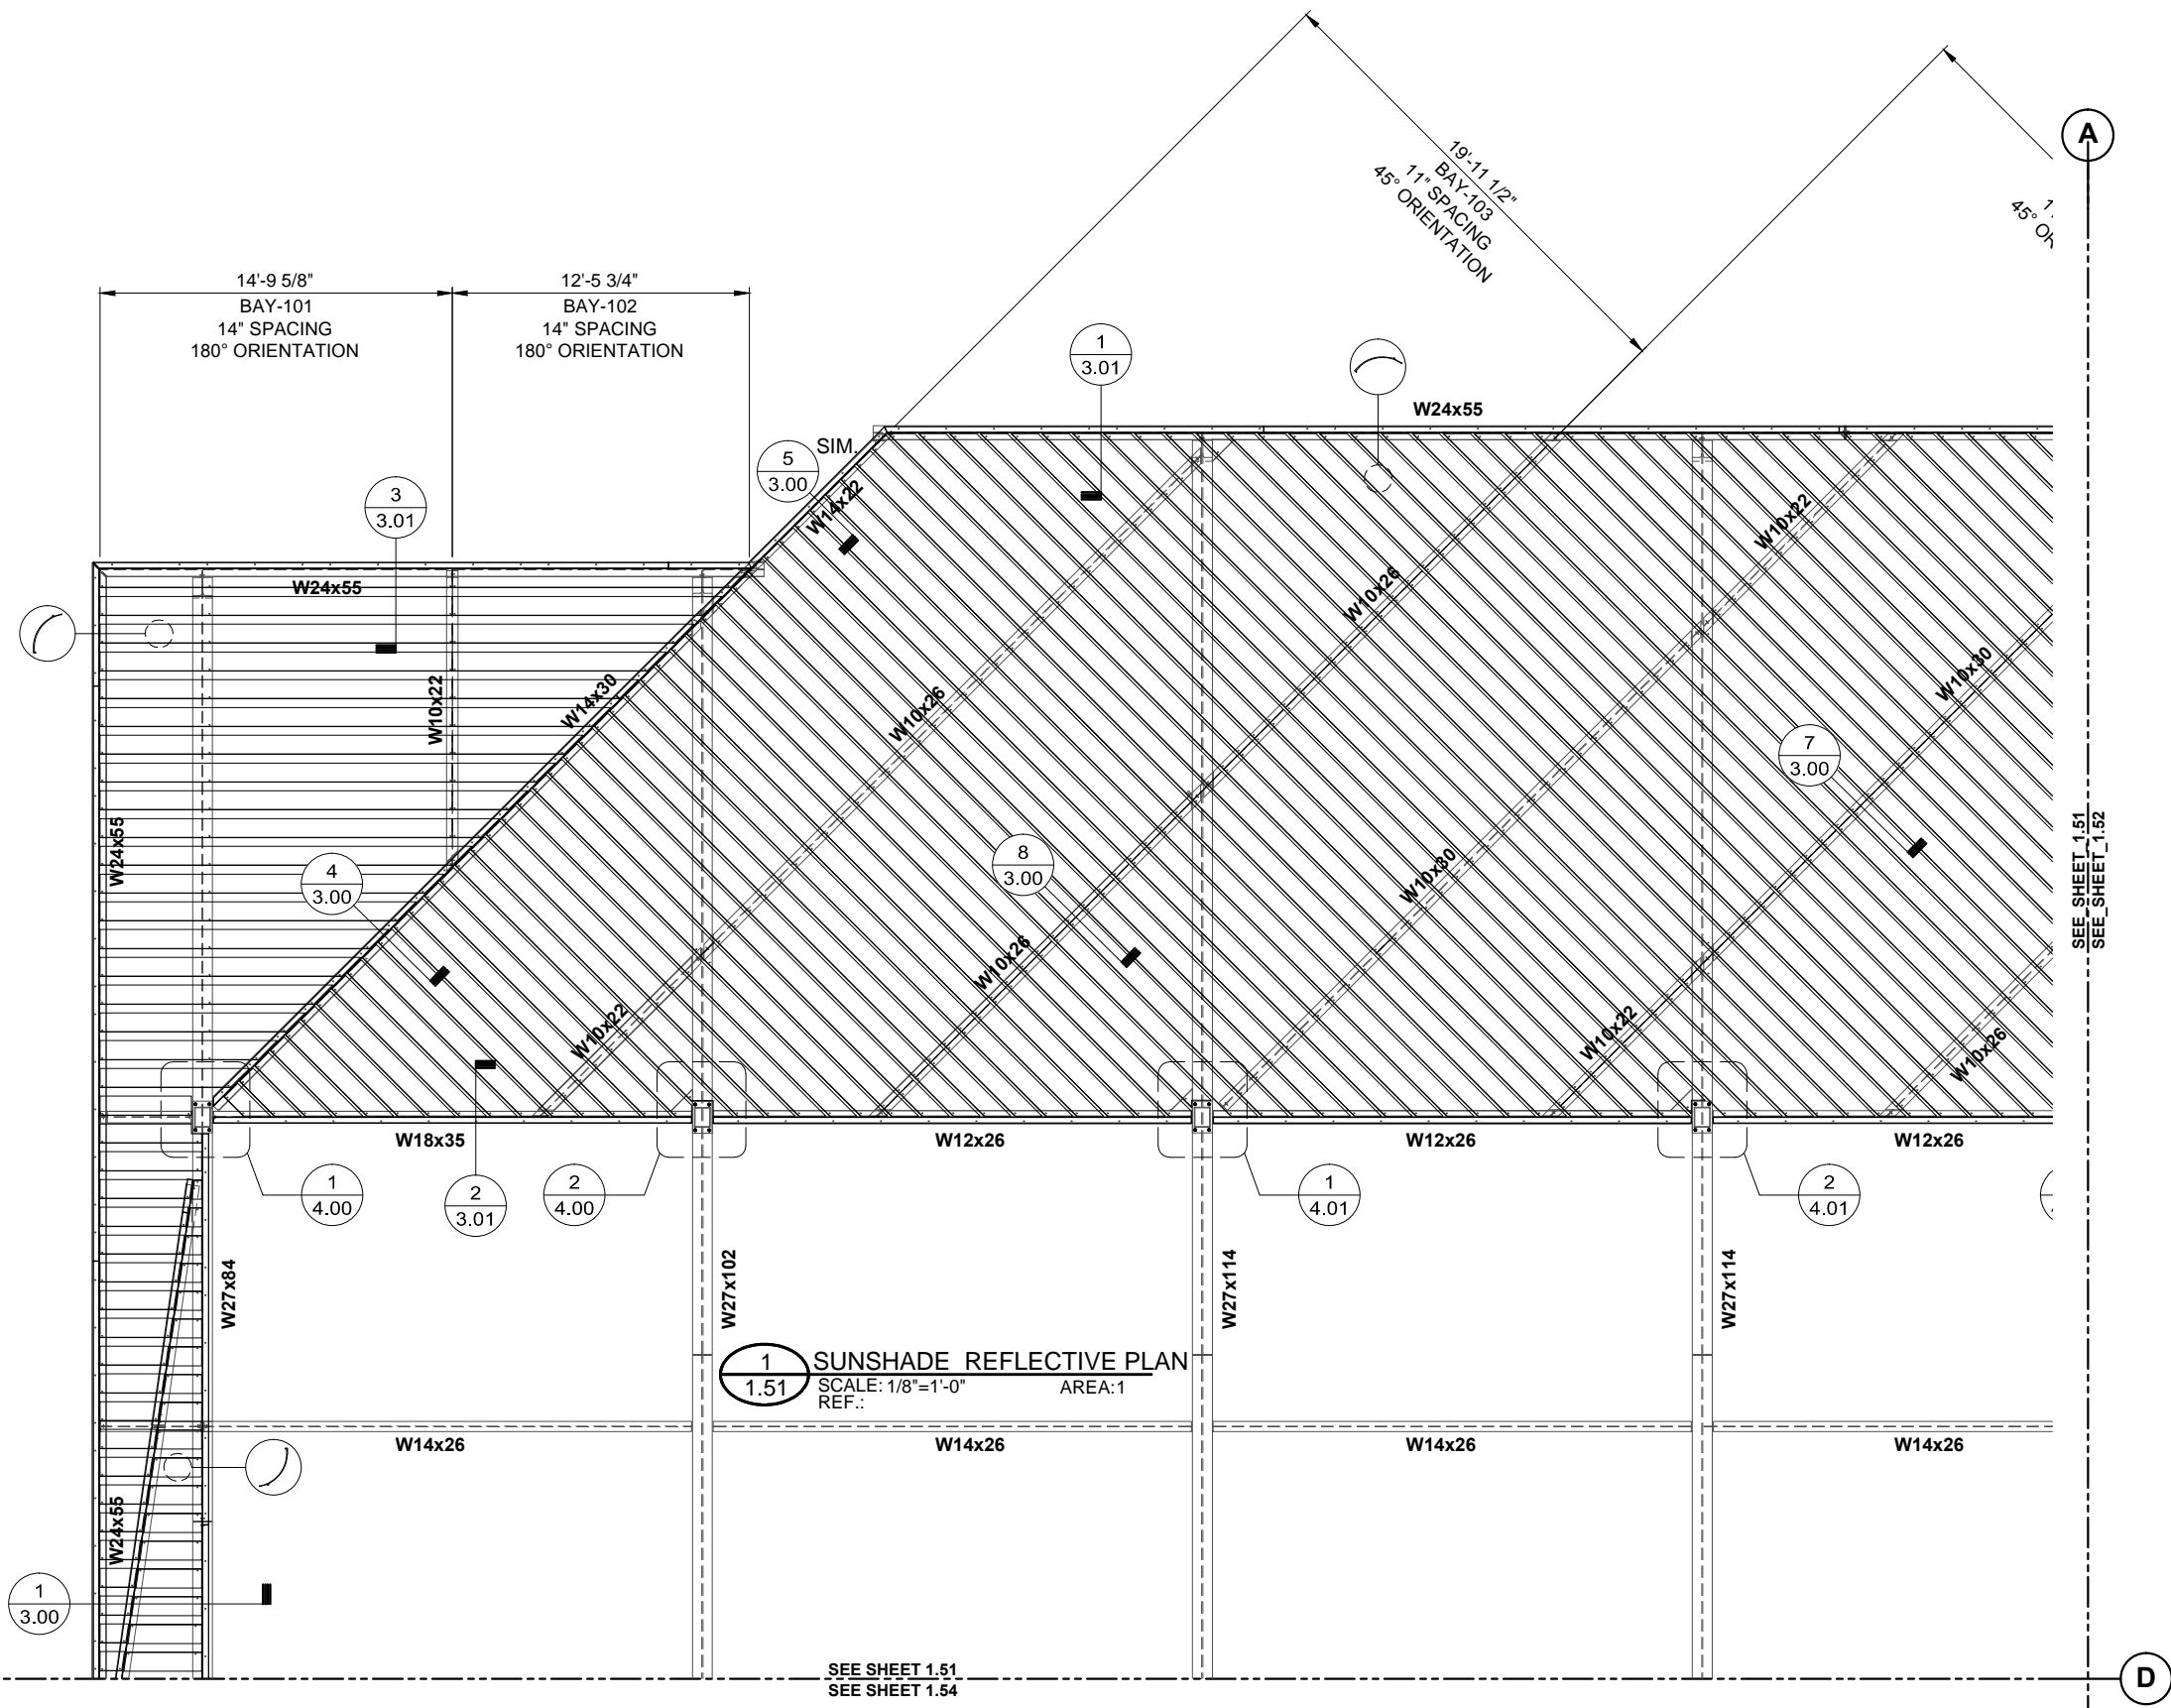 A
19'-11 1/2"
BAY-103
11" SPACING
45° ORIENTATION
45° OR
14'-9 5/8"
BAY-101
14" SPACING
180° ORIENTATION
12'-5 3/4"
BAY-102
14" SPACING
180° ORIENTATION
1
3.01
W24x55
SIM.
5
3.00
W14x22
3
3.01
W24x55
W10x22
W10x26
W14x30
W10x22
W10x26
W10x30
7
3.00
W24x55
4
3.00
8
3.00
W10x30
SEE SHEET 1.51
SEE SHEET 1.52
W10x26
W10x22
W10x22
W10x26
W18x35
W12x26
W12x26
W12x26
1
4.00
2
3.01
2
4.00
1
4.01
2
4.01
W27x84
W27x102
W27x114
W27x114
1
1.51
SUNSHADE REFLECTIVE PLAN
SCALE: 1/8"=1'-0" AREA:1
REF.:
W14x26
W14x26
W14x26
W14x26
W24x55
1
3.00
SEE SHEET 1.51
SEE SHEET 1.54
D